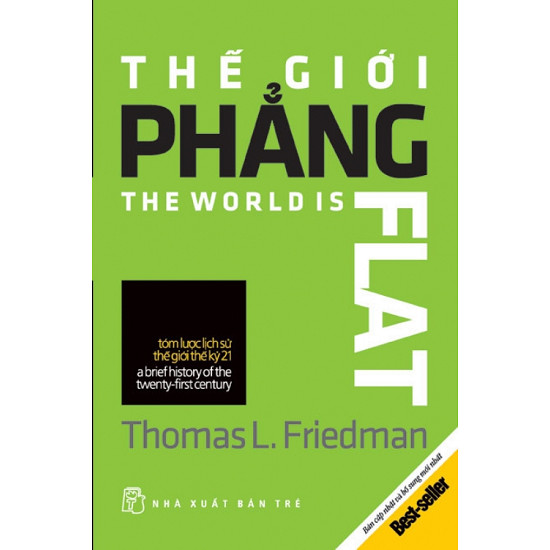 THẾ GIỚI
PHẲNG
THE WORLD IS
FLAT
tóm lược lịch sử
thế giới thế kỷ 21
a brief history of the
twenty-first century
Thomas L. Friedman
NHÀ XUẤT BẢN TRẺ
Bản cập nhật và bổ sung mới nhất
Best-seller